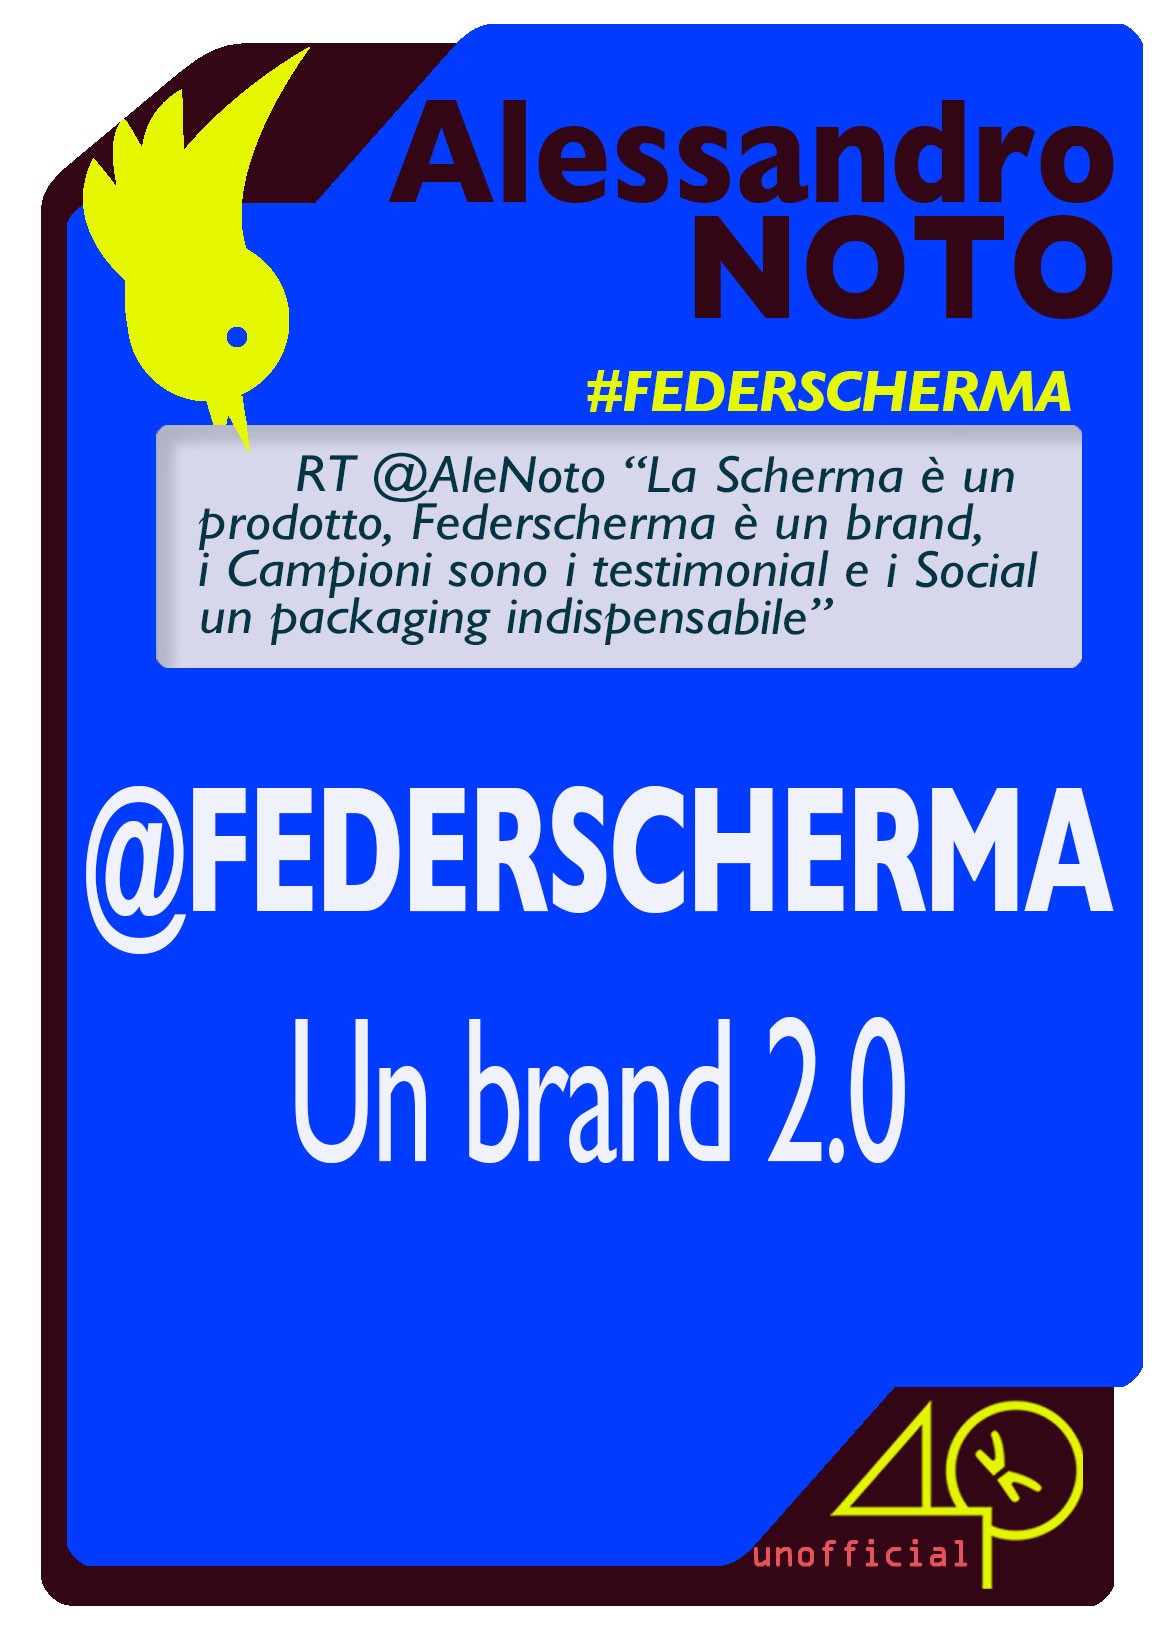 Alessandro
NOTO
#FEDERSCHERMA
RT @AleNoto “La Scherma è un
prodotto, Federscherma è un brand,
i Campioni sono i testimonial e i Social
un packaging indispensabile”
@FEDERSCHERMA
Un brand 2.0
unofficial